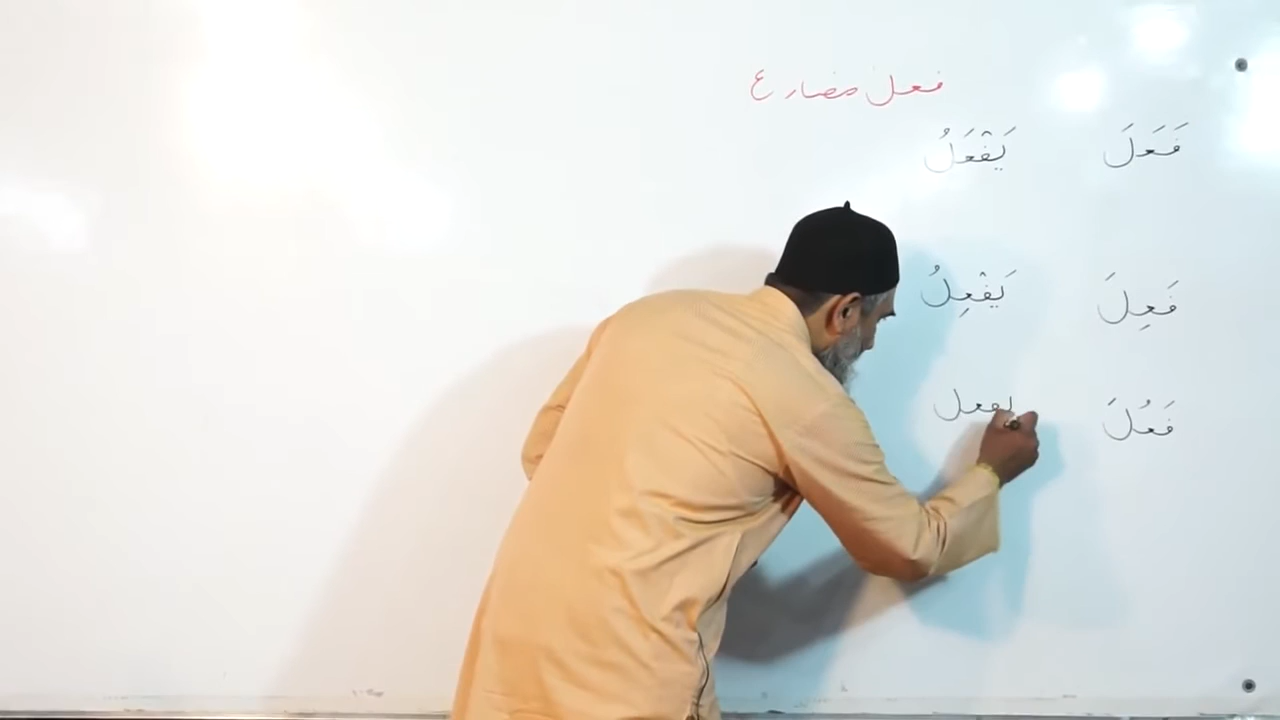 فعل مضارع
فَعَلَ يَفْعَلُ
فَعِلَ يَفْعِلُ
فَعُلَ يفعل